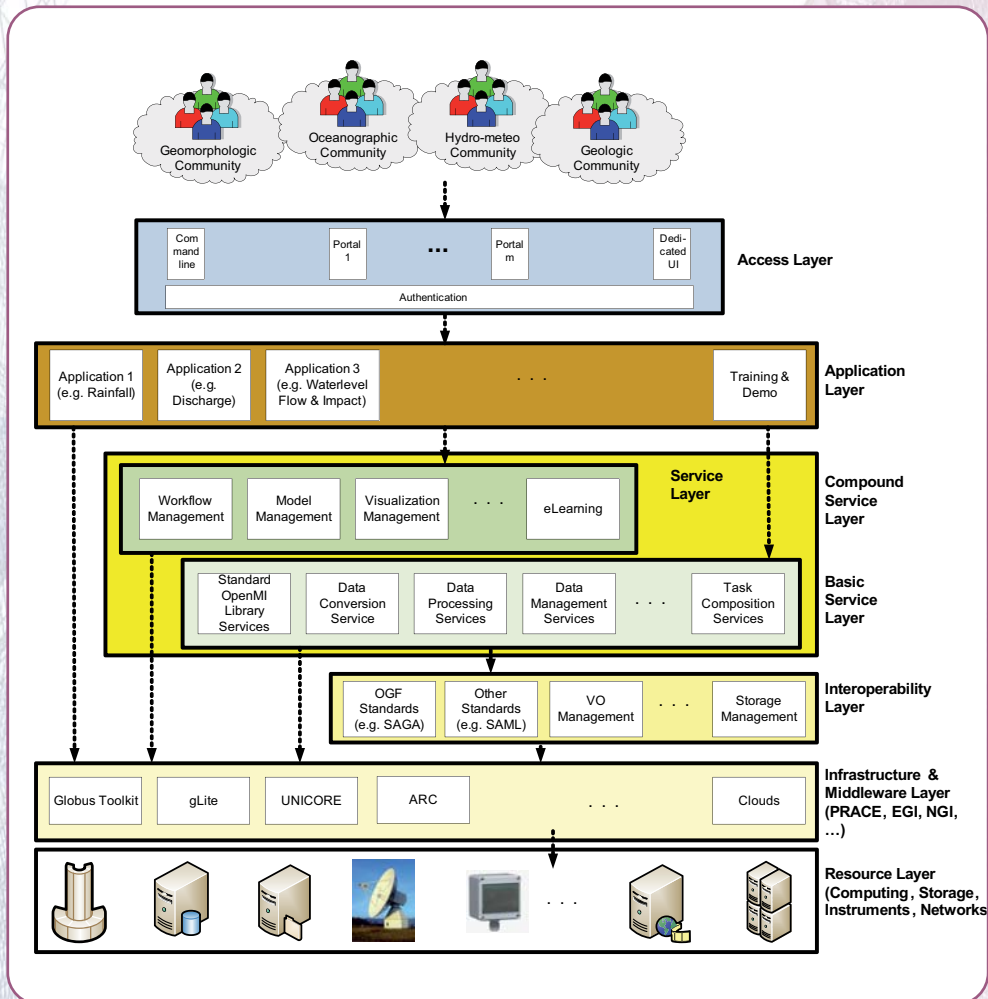 Geomorphologic
Community
Oceanographic
Community
Hydro-meteo
Community
Geologic
Community
Com
mand
line
Portal
1
...
Portal
m
Dedi-
cated
UI
Authentication
Access Layer
Application 1
(e.g. Rainfall)
Application 2
(e.g.
Discharge)
Application 3
(e.g. Waterlevel
Flow & Impact)
. . .
Training &
Demo
Application
Layer
Service
Layer
Workflow
Management
Model
Management
Visualization
Management
. . .
eLearning
Compound
Service
Layer
Standard
OpenMI
Library
Services
Data
Conversion
Service
Data
Processing
Services
Data
Management
Services
. . .
Task
Composition
Services
Basic
Service
Layer
OGF
Standards
(e.g. SAGA)
Other
Standards
(e.g. SAML)
VO
Management
. . .
Storage
Management
Interoperability
Layer
Globus Toolkit
gLite
UNICORE
ARC
. . .
Clouds
Infrastructure &
Middleware Layer
(PRACE, EGI, NGI,
...)
. . .
Resource Layer
(Computing, Storage,
Instruments, Networks